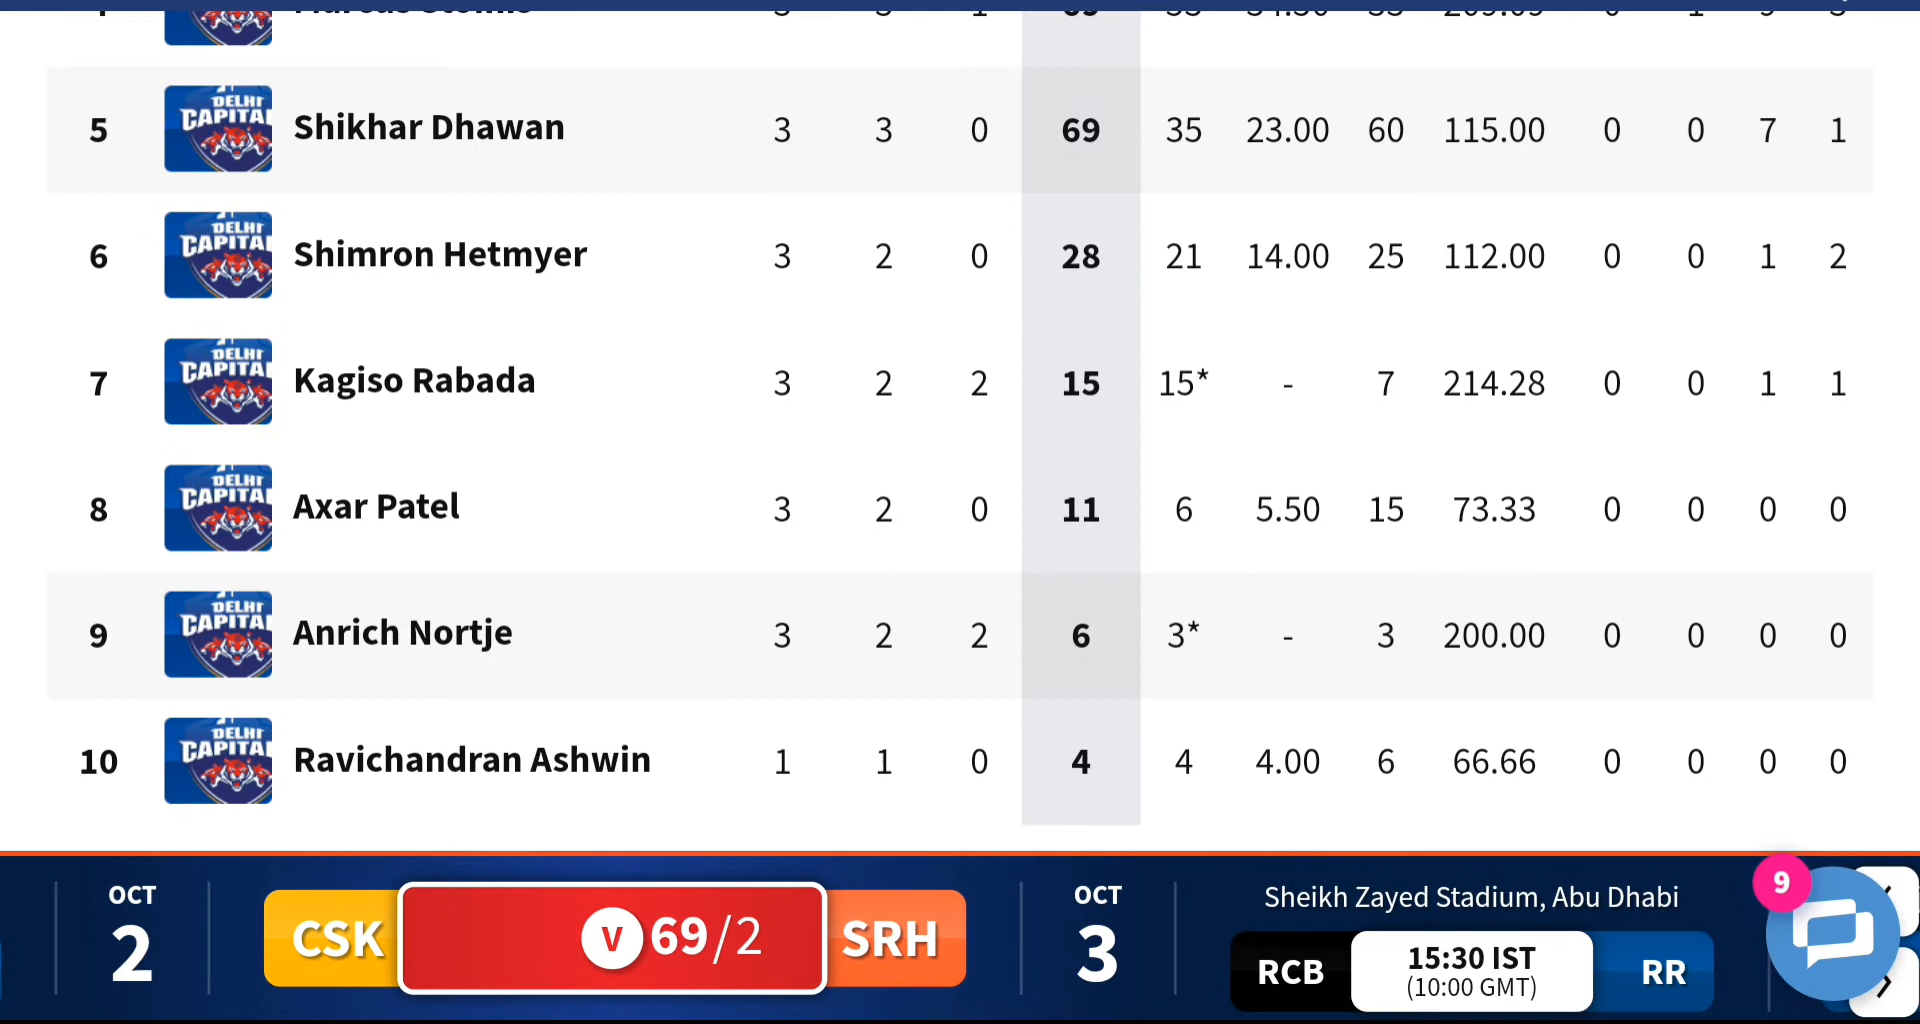 5 DELHI CAPITAL Shikhar Dhawan 3 3 0 69 35 23.00 60 115.00 0 0 7 1
6 DELHI CAPITAL Shimron Hetmyer 3 2 0 28 21 14.00 25 112.00 0 0 1 2
7 DELHI CAPITAL Kagiso Rabada 3 2 2 15 15* - 7 214.28 0 0 1 1
8 DELHI CAPITAL Axar Patel 3 2 0 11 6 5.50 15 73.33 0 0 0 0
9 DELHI CAPITAL Anrich Nortje 3 2 2 6 3* - 3 200.00 0 0 0 0
10 DELHI CAPITAL Ravichandran Ashwin 1 1 0 4 4 4.00 6 66.66 0 0 0 0
OCT
2
CSK V 69/2 SRH
OCT
3
Sheikh Zayed Stadium, Abu Dhabi
RCB 15:30 IST RR
(10:00 GMT)
9